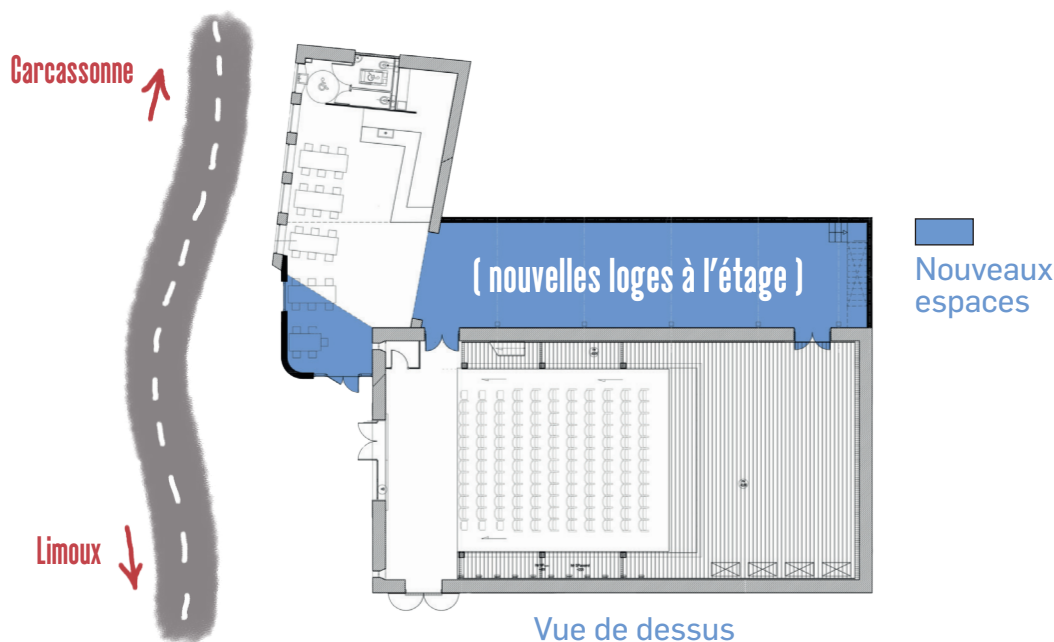 Carcassonne
( nouvelles loges à l'étage )
Nouveaux
espaces
Limoux
Vue de dessus